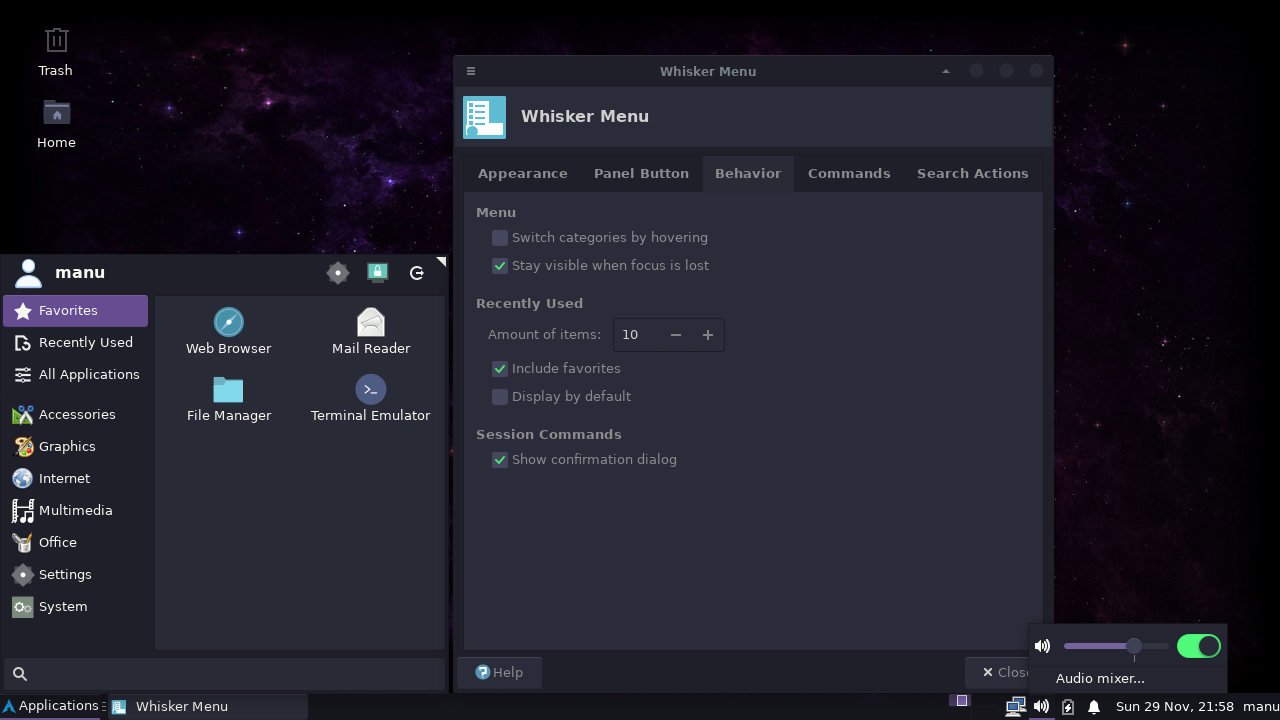 Trash
Home
Whisker Menu
Whisker Menu
Appearance
Panel Button
Behavior
Commands
Search Actions
Menu
Switch categories by hovering
Stay visible when focus is lost
Recently Used
Amount of items: 10
Include favorites
Display by default
Session Commands
Show confirmation dialog
Help
manu
Favorites
Recently Used
All Applications
Accessories
Graphics
Internet
Multimedia
Office
Settings
System
Web Browser
Mail Reader
File Manager
Terminal Emulator
Audio mixer...
Applications
Whisker Menu
Sun 29 Nov, 21:58
manu